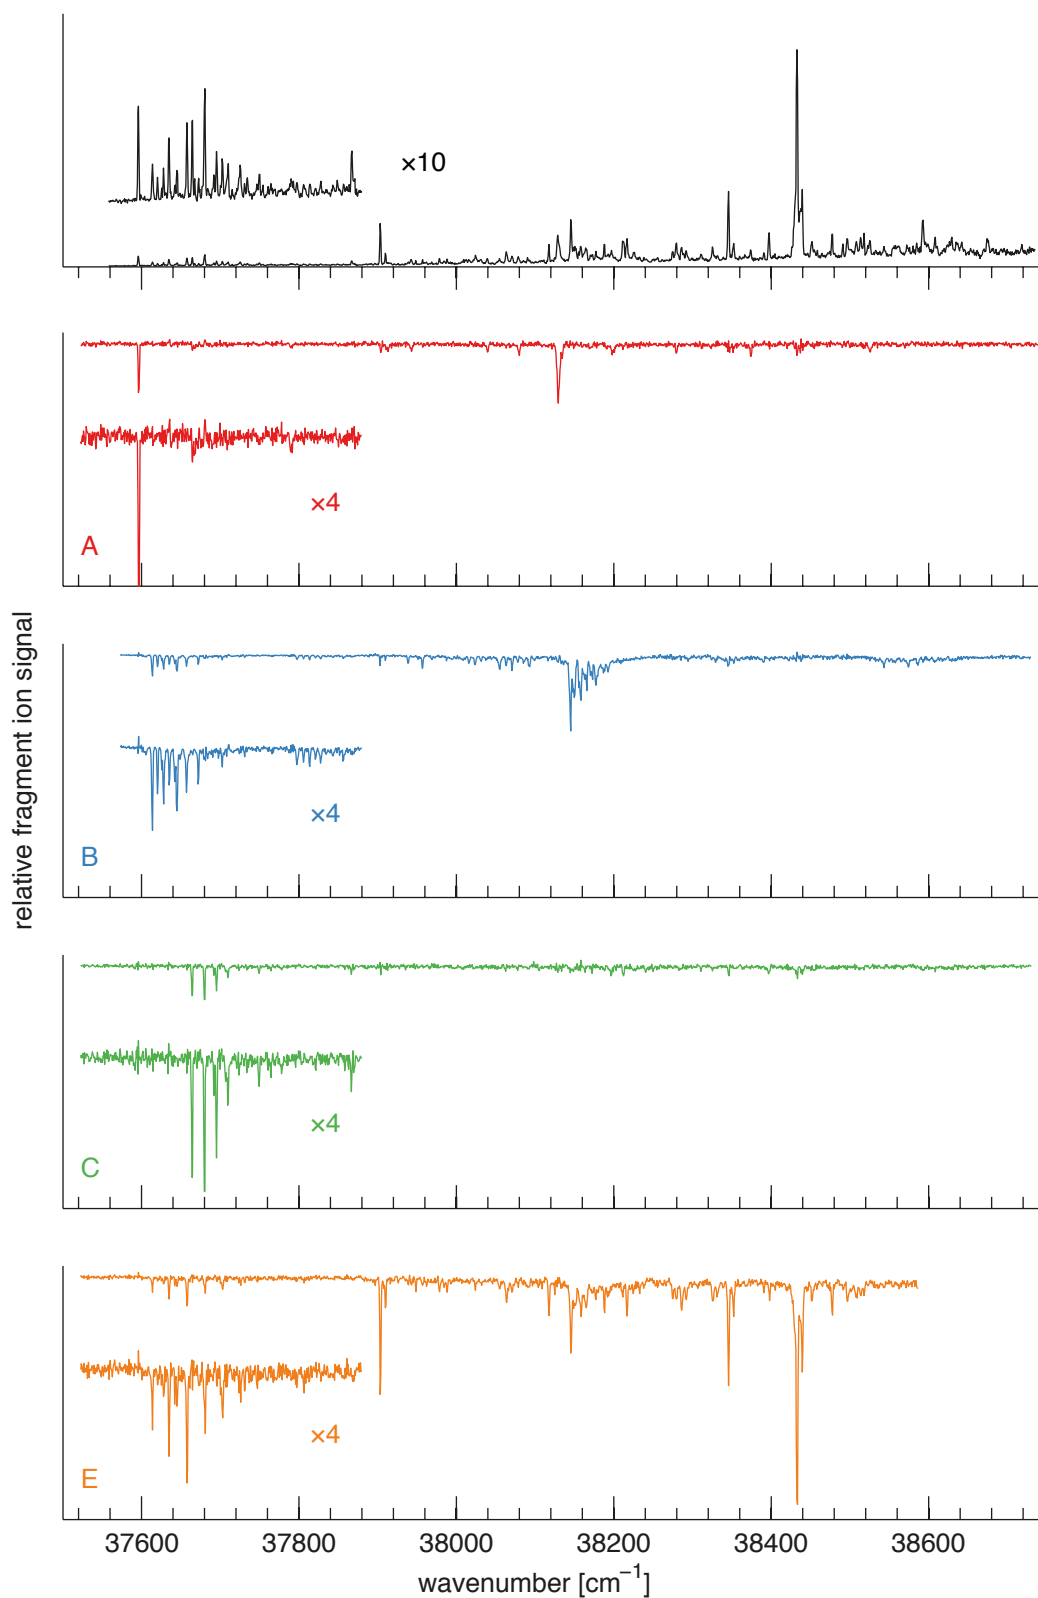 ×10
×4
A
×4
B
×4
C
×4
E
relative fragment ion signal
37600 37800 38000 38200 38400 38600
wavenumber [cm⁻¹]